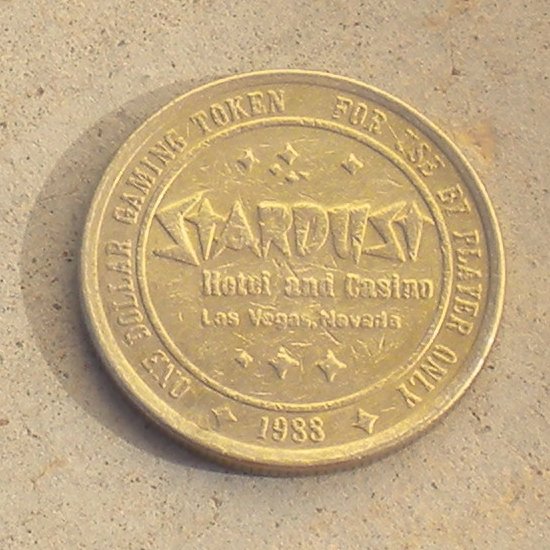 ONE DOLLAR GAMING TOKEN FOR USE BY PLAYER ONLY
STARDUST
Hotel and Casino
Las Vegas, Nevada
1988